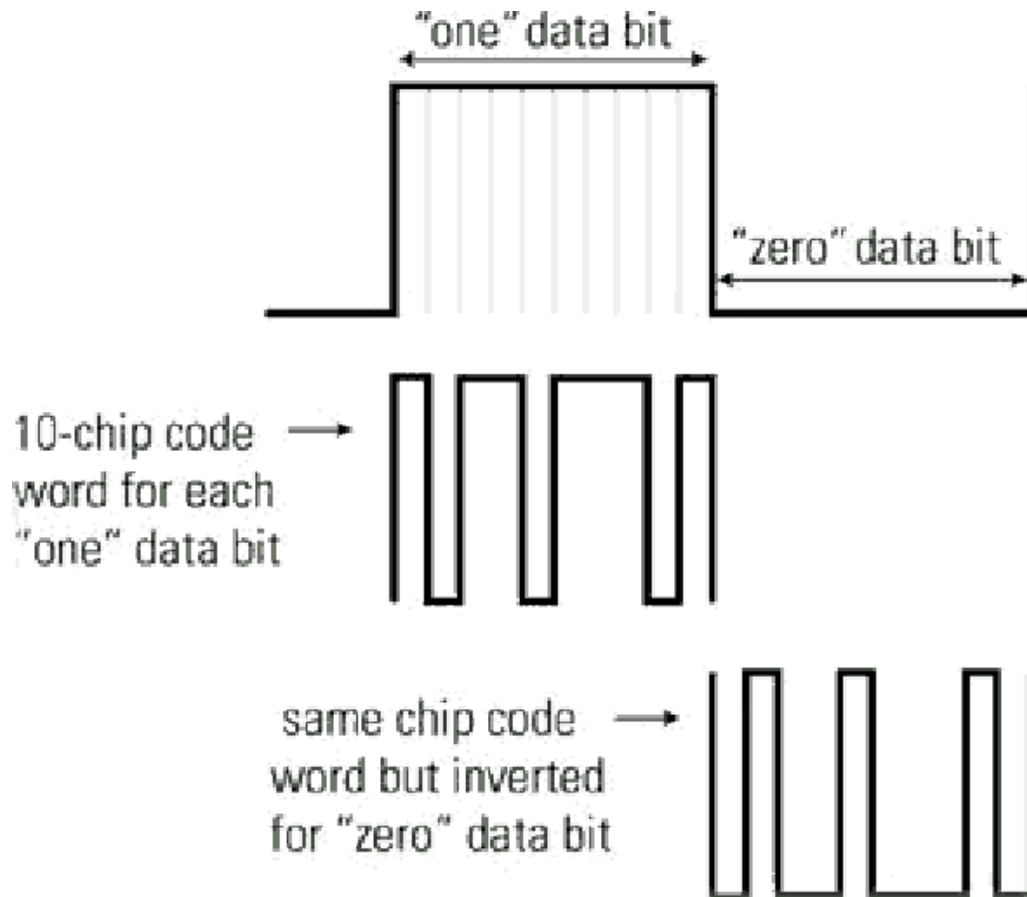 “one” data bit
“zero” data bit
10-chip code
word for each
“one” data bit
same chip code
word but inverted
for “zero” data bit